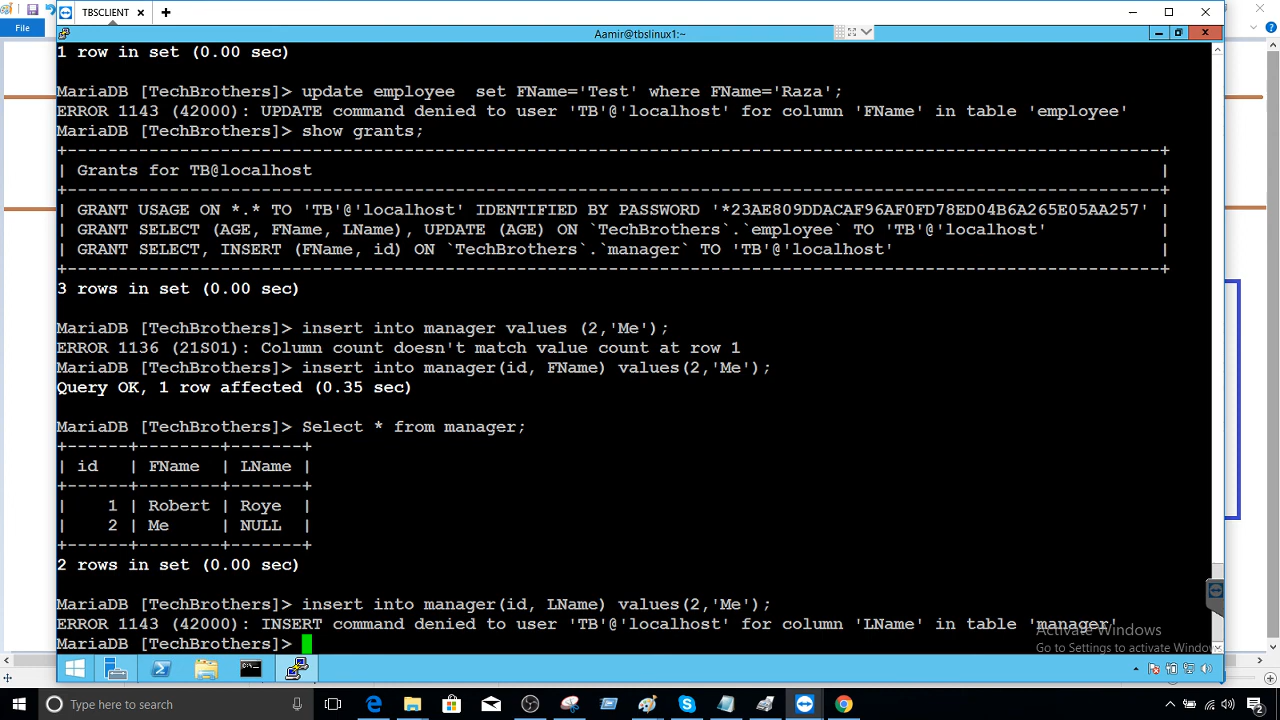 TBSCLIENT
File
Aamir@tbslinux1:~
1 row in set (0.00 sec)
MariaDB [TechBrothers]> update employee  set FName='Test' where FName='Raza';
ERROR 1143 (42000): UPDATE command denied to user 'TB'@'localhost' for column 'FName' in table 'employee'
MariaDB [TechBrothers]> show grants;
+------------------------------------------------------------------------------------------------------------+
| Grants for TB@localhost                                                                                    |
+------------------------------------------------------------------------------------------------------------+
| GRANT USAGE ON *.* TO 'TB'@'localhost' IDENTIFIED BY PASSWORD '*23AE809DDACAF96AF0FD78ED04B6A265E05AA257' |
| GRANT SELECT (AGE, FName, LName), UPDATE (AGE) ON `TechBrothers`.`employee` TO 'TB'@'localhost'            |
| GRANT SELECT, INSERT (FName, id) ON `TechBrothers`.`manager` TO 'TB'@'localhost'                           |
+------------------------------------------------------------------------------------------------------------+
3 rows in set (0.00 sec)
MariaDB [TechBrothers]> insert into manager values (2,'Me');
ERROR 1136 (21S01): Column count doesn't match value count at row 1
MariaDB [TechBrothers]> insert into manager(id, FName) values(2,'Me');
Query OK, 1 row affected (0.35 sec)
MariaDB [TechBrothers]> Select * from manager;
+------+--------+-------+
| id   | FName  | LName |
+------+--------+-------+
|    1 | Robert | Roye  |
|    2 | Me     | NULL  |
+------+--------+-------+
2 rows in set (0.00 sec)
MariaDB [TechBrothers]> insert into manager(id, LName) values(2,'Me');
ERROR 1143 (42000): INSERT command denied to user 'TB'@'localhost' for column 'LName' in table 'manager'
MariaDB [TechBrothers]>
Activate Windows
Go to Settings to activate Windows
Type here to search